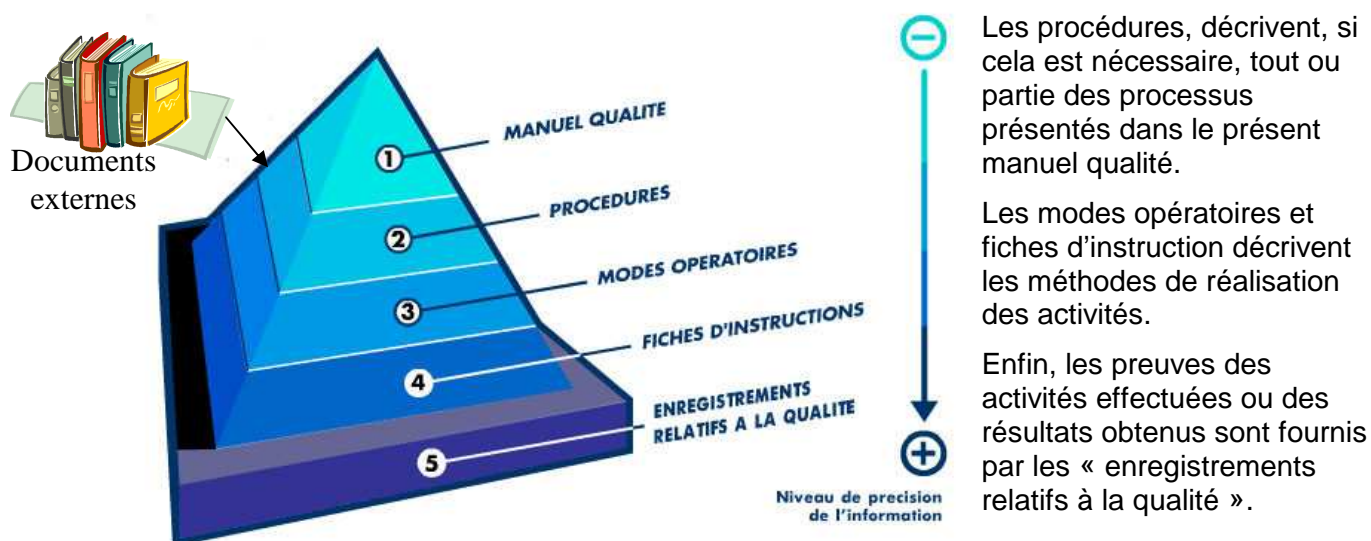 Documents
externes
MANUEL QUALITE
1
PROCEDURES
2
MODES OPERATOIRES
3
FICHES D'INSTRUCTIONS
4
ENREGISTREMENTS
RELATIFS A LA QUALITE
5
Niveau de precision
de l'information
Les procédures, décrivent, si
cela est nécessaire, tout ou
partie des processus
présentés dans le présent
manuel qualité.
Les modes opératoires et
fiches d'instruction décrivent
les méthodes de réalisation
des activités.
Enfin, les preuves des
activités effectuées ou des
résultats obtenus sont fournis
par les « enregistrements
relatifs à la qualité ».